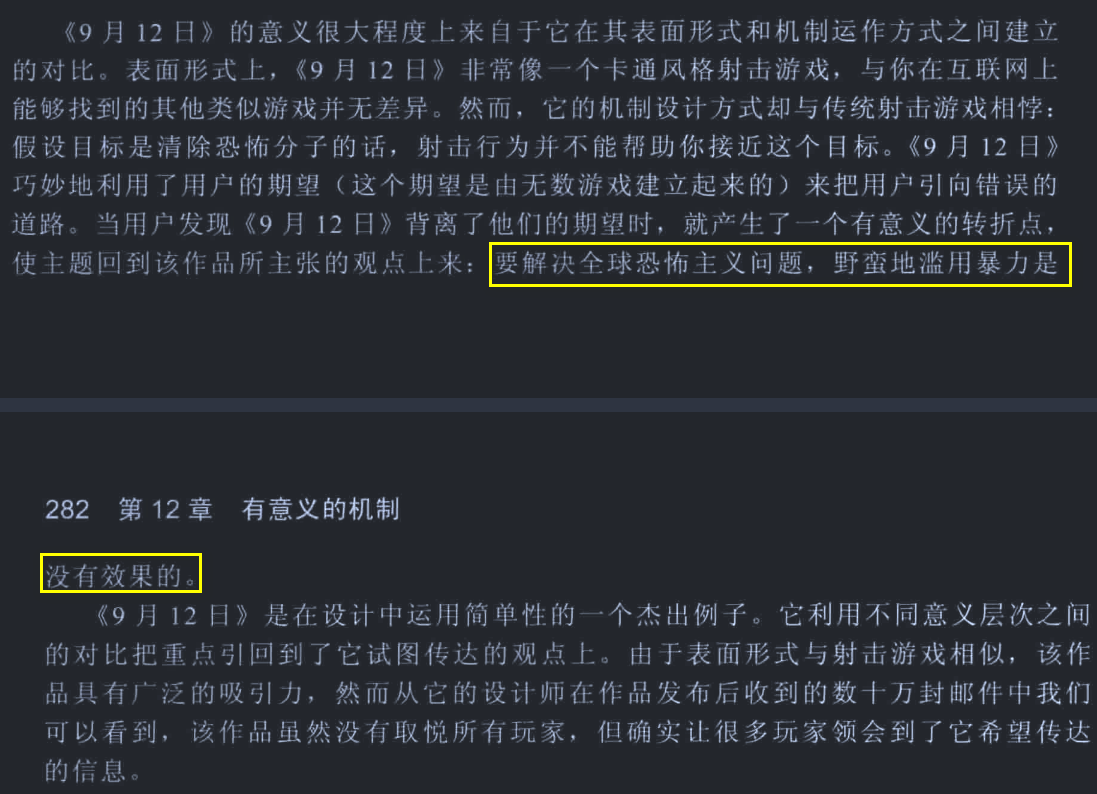 《9 月 12 日》的意义很大程度上来自于它在其表面形式和机制运作方式之间建立
的对比。表面形式上，《9 月 12 日》非常像一个卡通风格射击游戏，与你在互联网上
能够找到的其他类似游戏并无差异。然而，它的机制设计方式却与传统射击游戏相悖：
假设目标是清除恐怖分子的话，射击行为并不能帮助你接近这个目标。《9 月 12 日》
巧妙地利用了用户的期望（这个期望是由无数游戏建立起来的）来把用户引向错误的
道路。当用户发现《9 月 12 日》背离了他们的期望时，就产生了一个有意义的转折点，
使主题回到该作品所主张的观点上来：要解决全球恐怖主义问题，野蛮地滥用暴力是
282 第 12 章 有意义的机制
没有效果的。
《9 月 12 日》是在设计中运用简单性的一个杰出例子。它利用不同意义层次之间
的对比把重点引回到了它试图传达的观点上。由于表面形式与射击游戏相似，该作
品具有广泛的吸引力，然而从它的设计师在作品发布后收到的数十万封邮件中我们
可以看到，该作品虽然没有取悦所有玩家，但确实让很多玩家领会到了它希望传达
的信息。